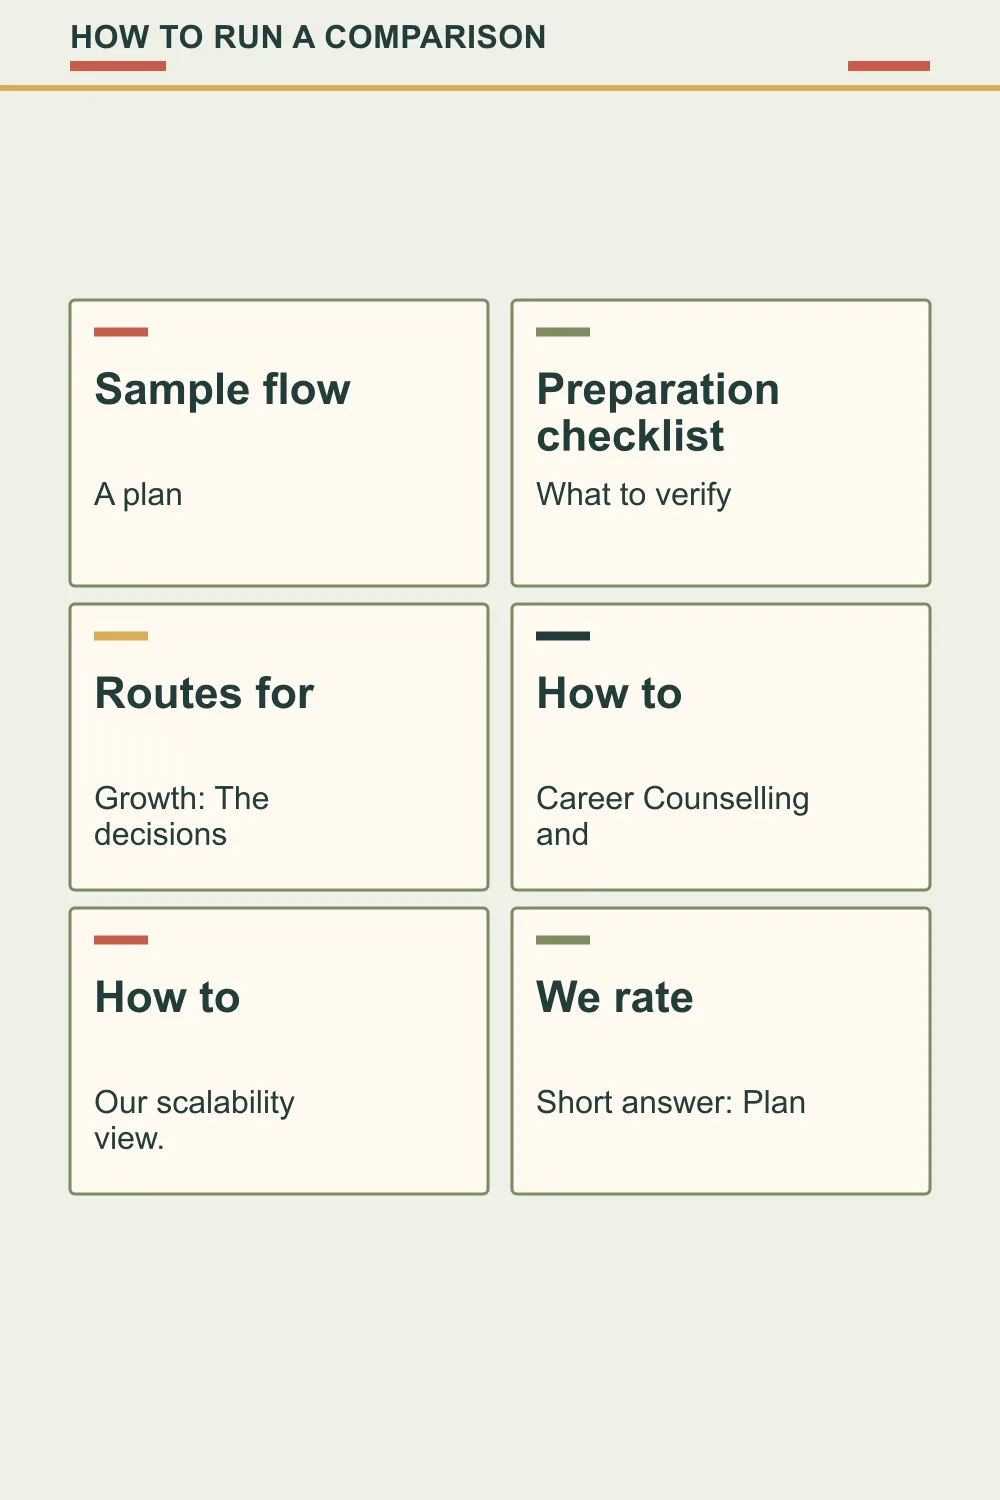 HOW TO RUN A COMPARISON
Sample flow
A plan
Preparation
checklist
What to verify
Routes for
Growth: The
decisions
How to
Career Counselling
and
How to
Our scalability
view.
We rate
Short answer: Plan